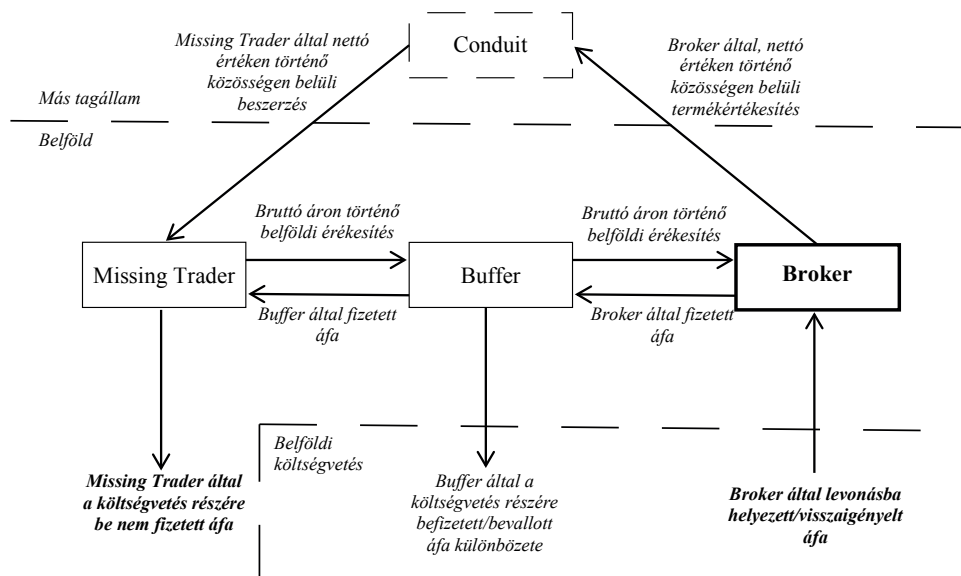 Missing Trader által nettó
értéken történő
közösségen belüli
beszerzés
Conduit
Broker által, nettó
értéken történő
közösségen belüli
termékértékesítés
Más tagállam
Belföld
Bruttó áron történő
belföldi érékesítés
Bruttó áron történő
belföldi érékesítés
Missing Trader
Buffer
Broker
Buffer által fizetett
áfa
Broker által fizetett
áfa
Belföldi
költségvetés
Missing Trader által
a költségvetés részére
be nem fizetett áfa
Buffer által a
költségvetés részére
befizetett/bevallott
áfa különbözete
Broker által levonásba
helyezett/visszaigényelt
áfa